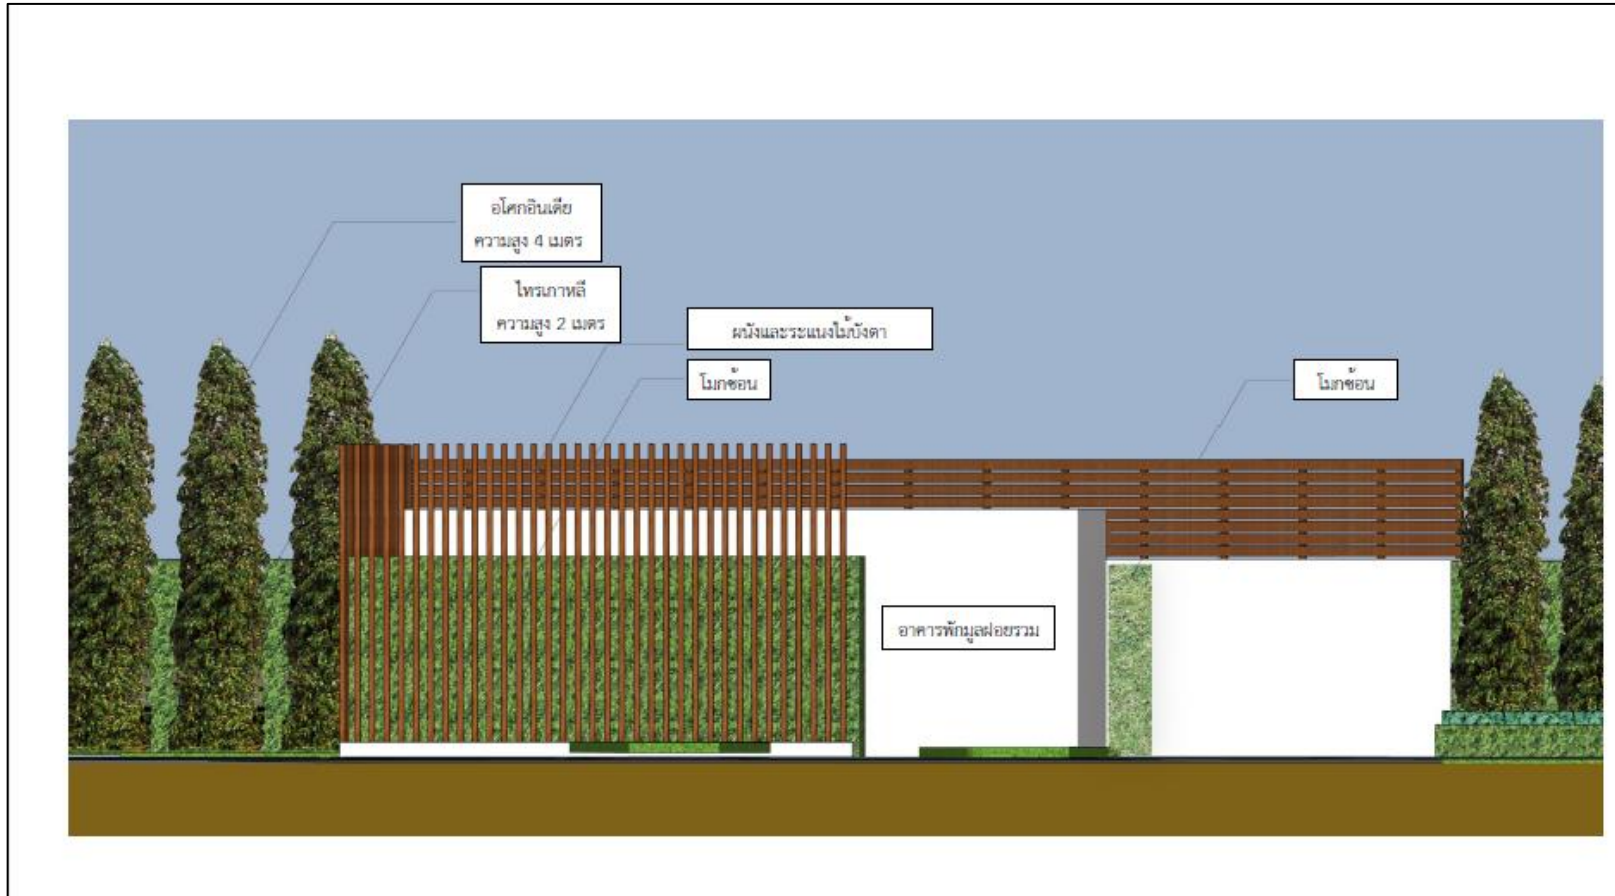 อโศกอินเดีย
ความสูง 4 เมตร
ไทรเกาหลี
ความสูง 2 เมตร
ผนังและระแนงไม้บังตา
โมกซ้อน
โมกซ้อน
อาคารพักมูลฝอยรวม